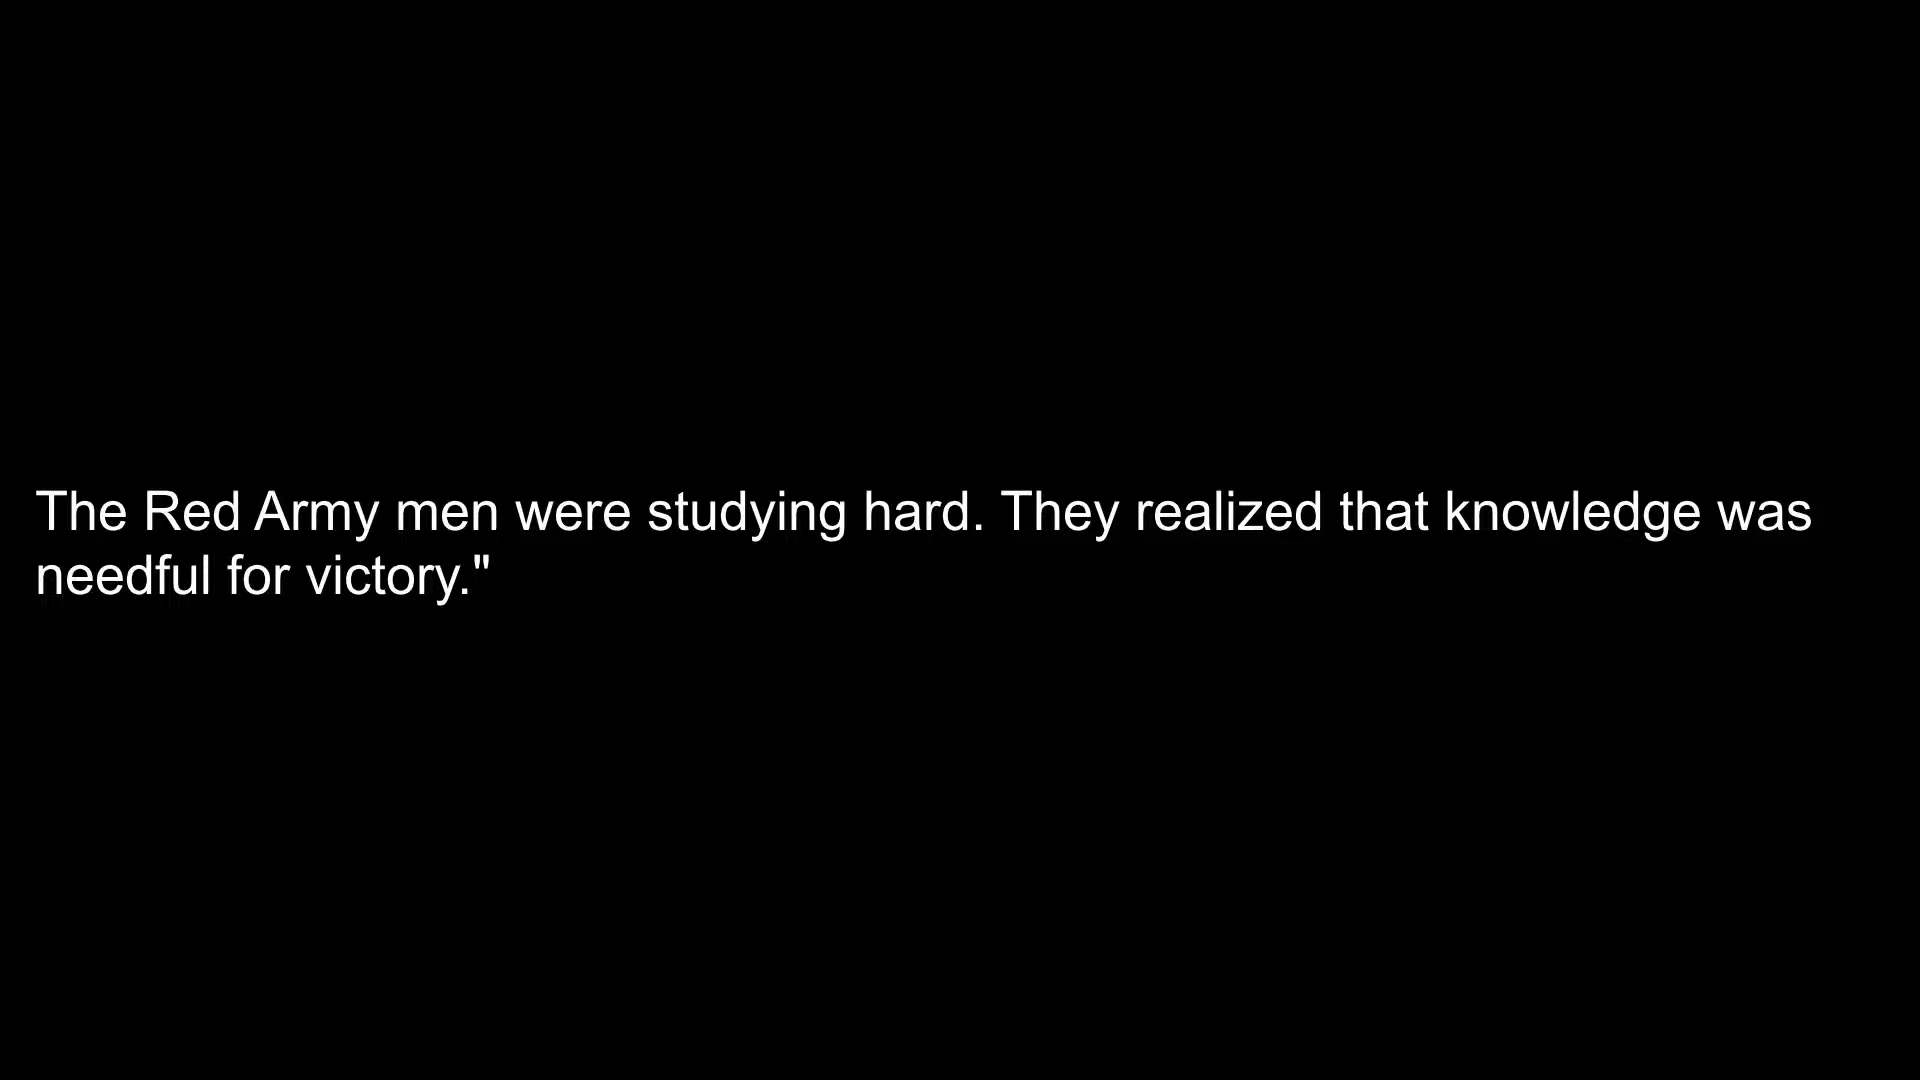 The Red Army men were studying hard. They realized that knowledge was
needful for victory."